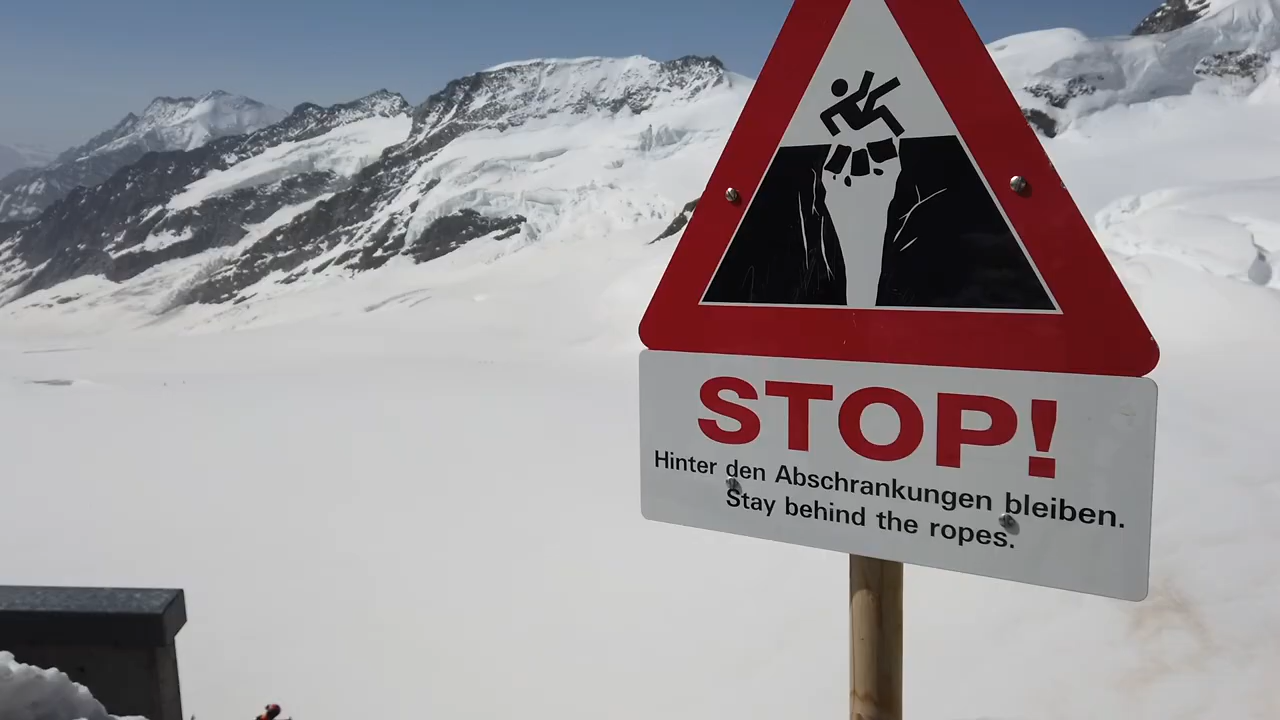 STOP!
Hinter den Abschrankungen bleiben.
Stay behind the ropes.